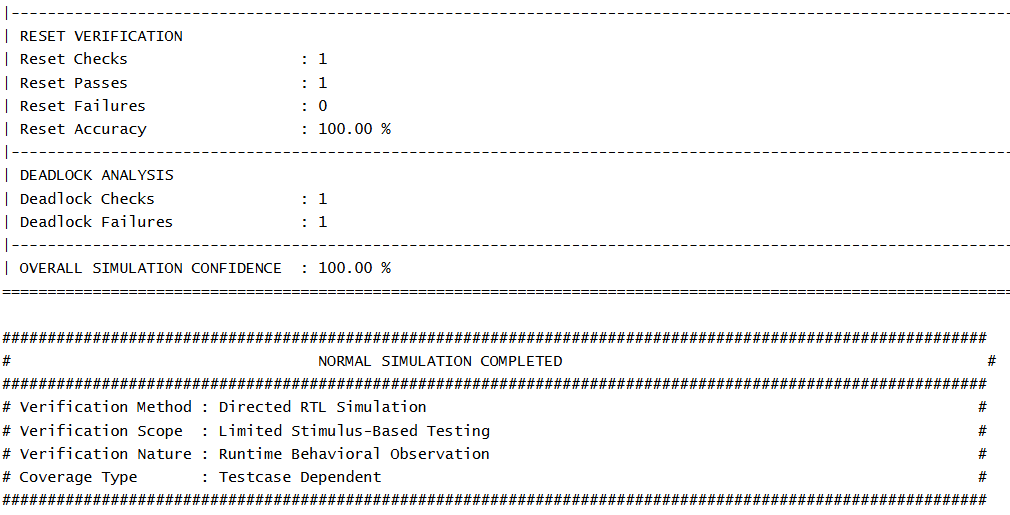 |--------------------------------------------------------------------------------------------------------------
| RESET VERIFICATION
| Reset Checks                   : 1
| Reset Passes                   : 1
| Reset Failures                 : 0
| Reset Accuracy                 : 100.00 %
|--------------------------------------------------------------------------------------------------------------
| DEADLOCK ANALYSIS
| Deadlock Checks                : 1
| Deadlock Failures              : 1
|--------------------------------------------------------------------------------------------------------------
| OVERALL SIMULATION CONFIDENCE  : 100.00 %
================================================================================================================
#############################################################################################################
#                                  NORMAL SIMULATION COMPLETED                                               #
#############################################################################################################
# Verification Method : Directed RTL Simulation                                                             #
# Verification Scope  : Limited Stimulus-Based Testing                                                      #
# Verification Nature : Runtime Behavioral Observation                                                      #
# Coverage Type       : Testcase Dependent                                                                  #
#############################################################################################################